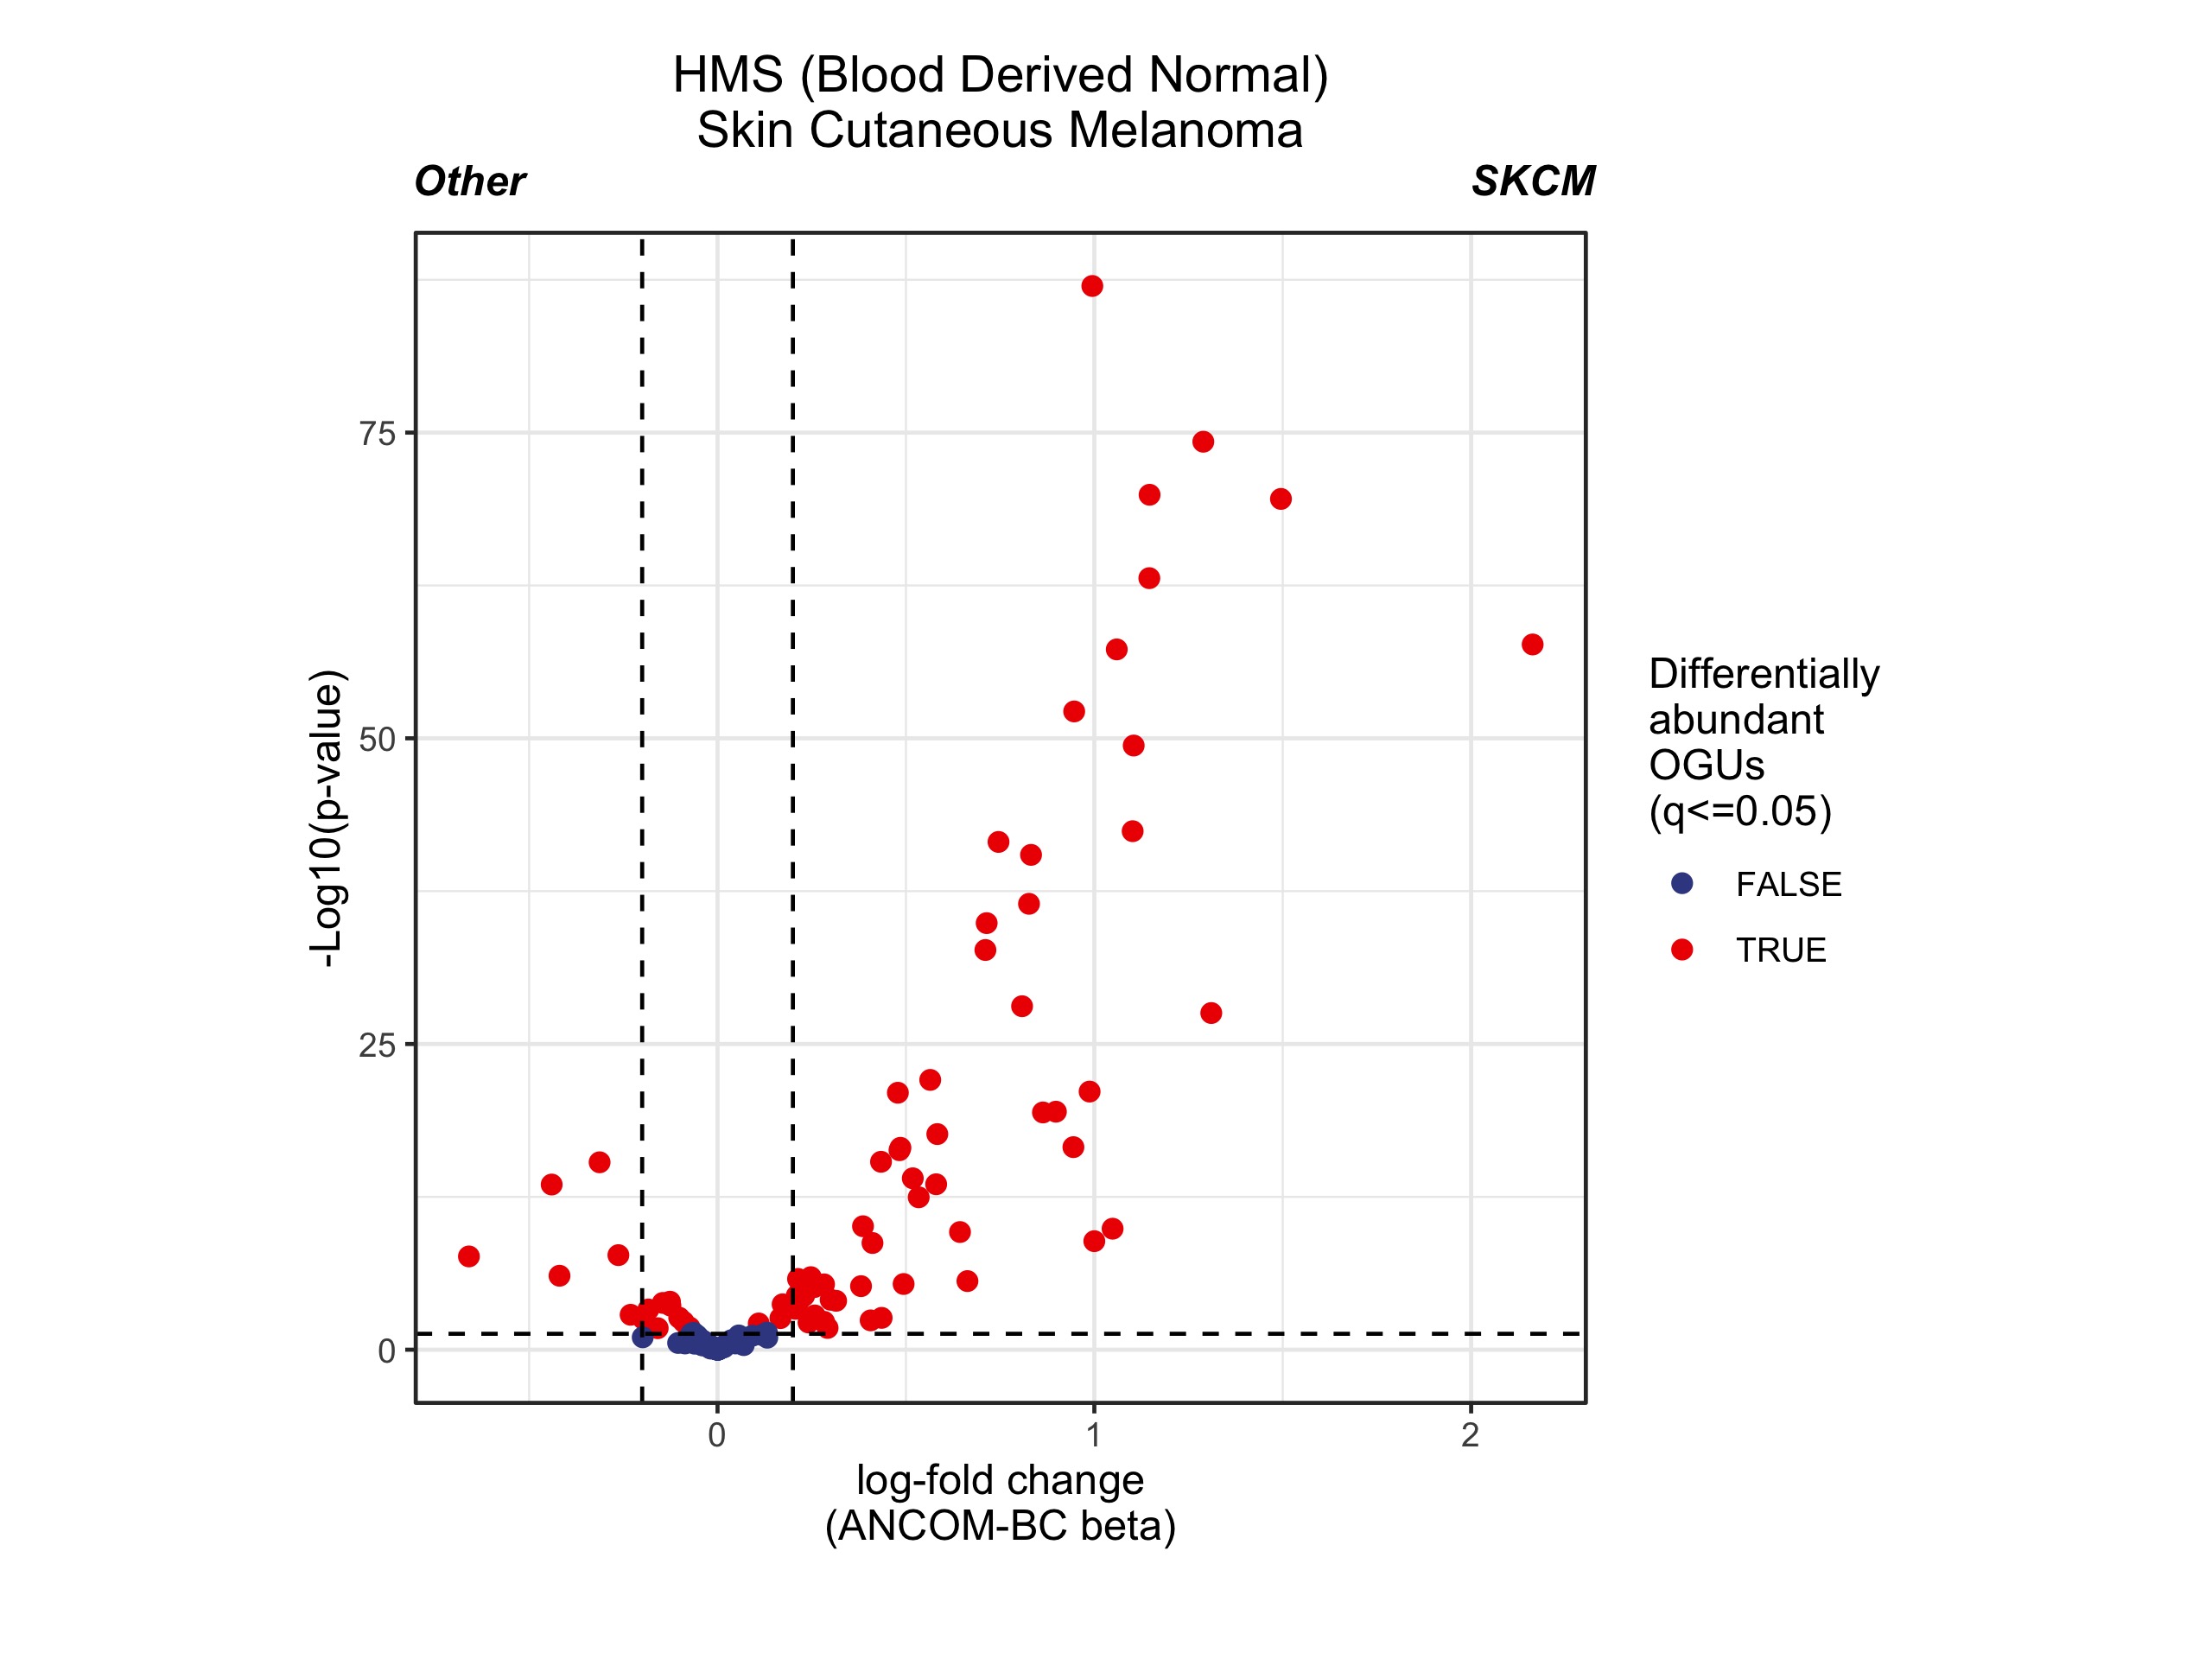 HMS (Blood Derived Normal)
Skin Cutaneous Melanoma
Other
SKCM
75
50
25
0
-Log10(p-value)
0
1
2
log-fold change
(ANCOM-BC beta)
Differentially
abundant
OGUs
(q<=0.05)
FALSE
TRUE